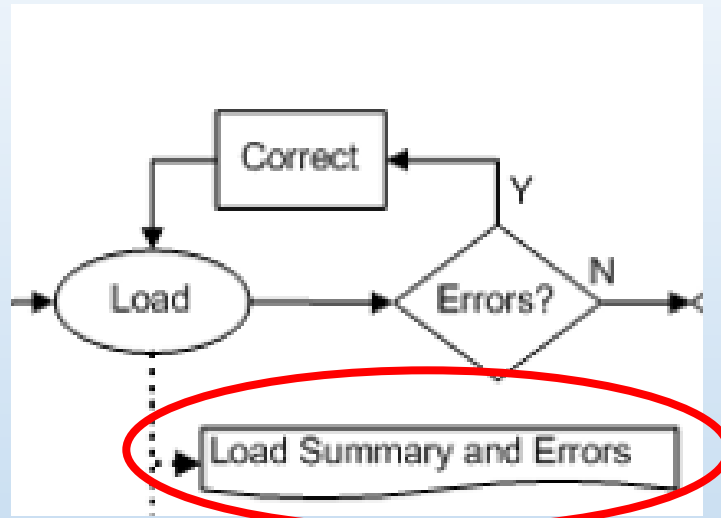 Correct
Y
Load
Errors?
N
Load Summary and Errors